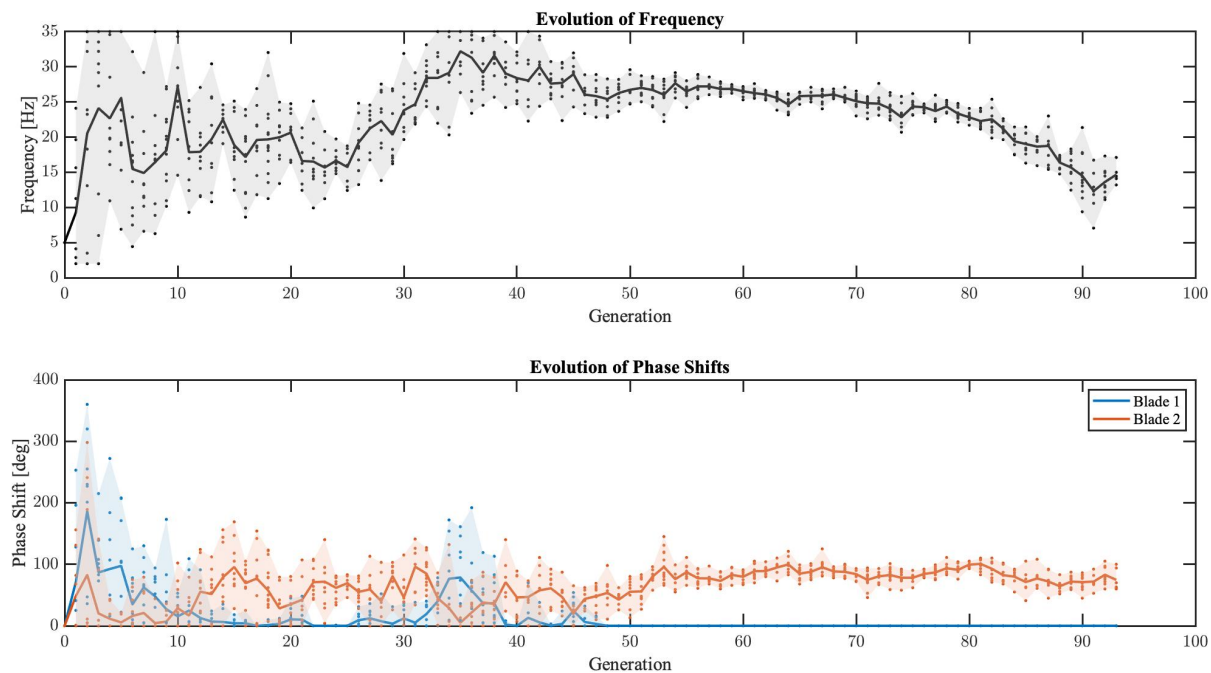 Evolution of Frequency
35
30
25
20
15
10
5
0
Frequency [Hz]
0 10 20 30 40 50 60 70 80 90 100
Generation
Evolution of Phase Shifts
400
300
200
100
0
Phase Shift [deg]
Blade 1
Blade 2
0 10 20 30 40 50 60 70 80 90 100
Generation